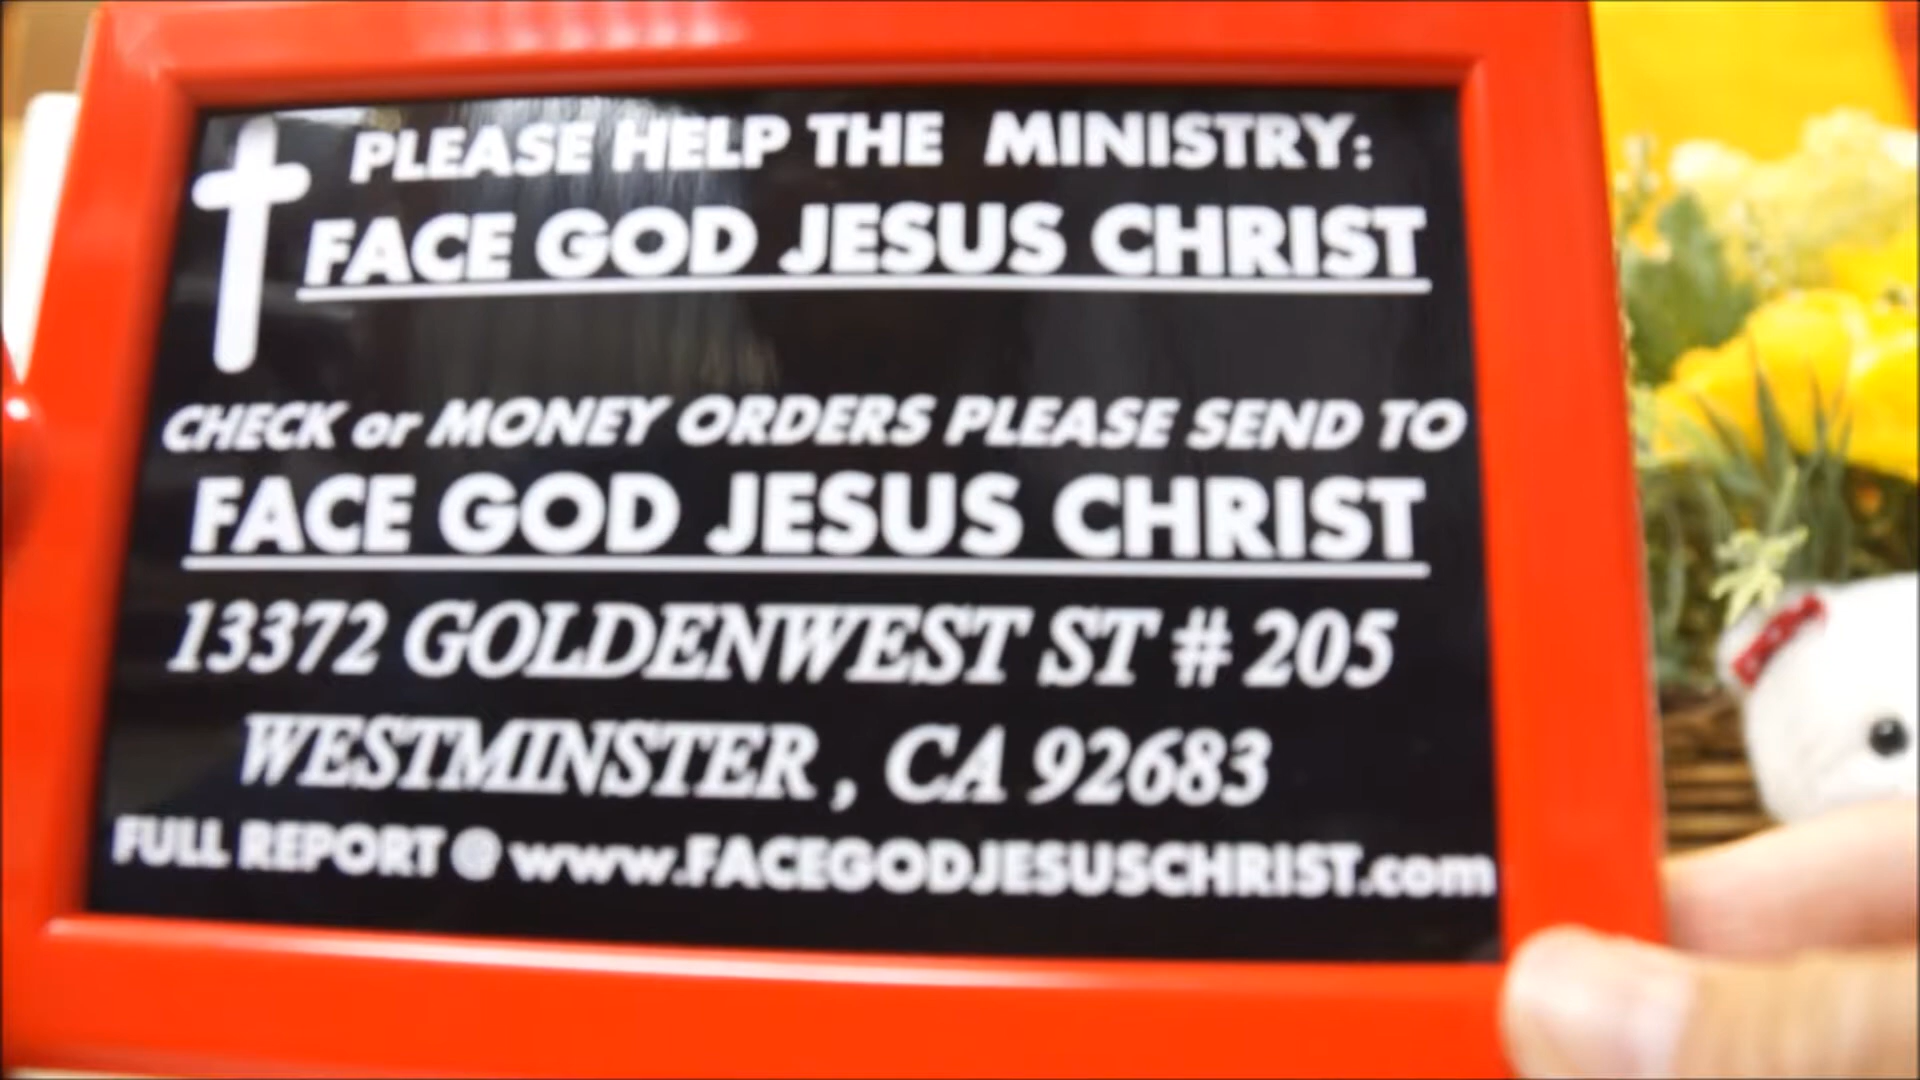 PLEASE HELP THE MINISTRY:
FACE GOD JESUS CHRIST
CHECK or MONEY ORDERS PLEASE SEND TO
FACE GOD JESUS CHRIST
13372 GOLDENWEST ST # 205
WESTMINSTER, CA 92683
FULL REPORT @ www.FACEGODJESUSCHRIST.com